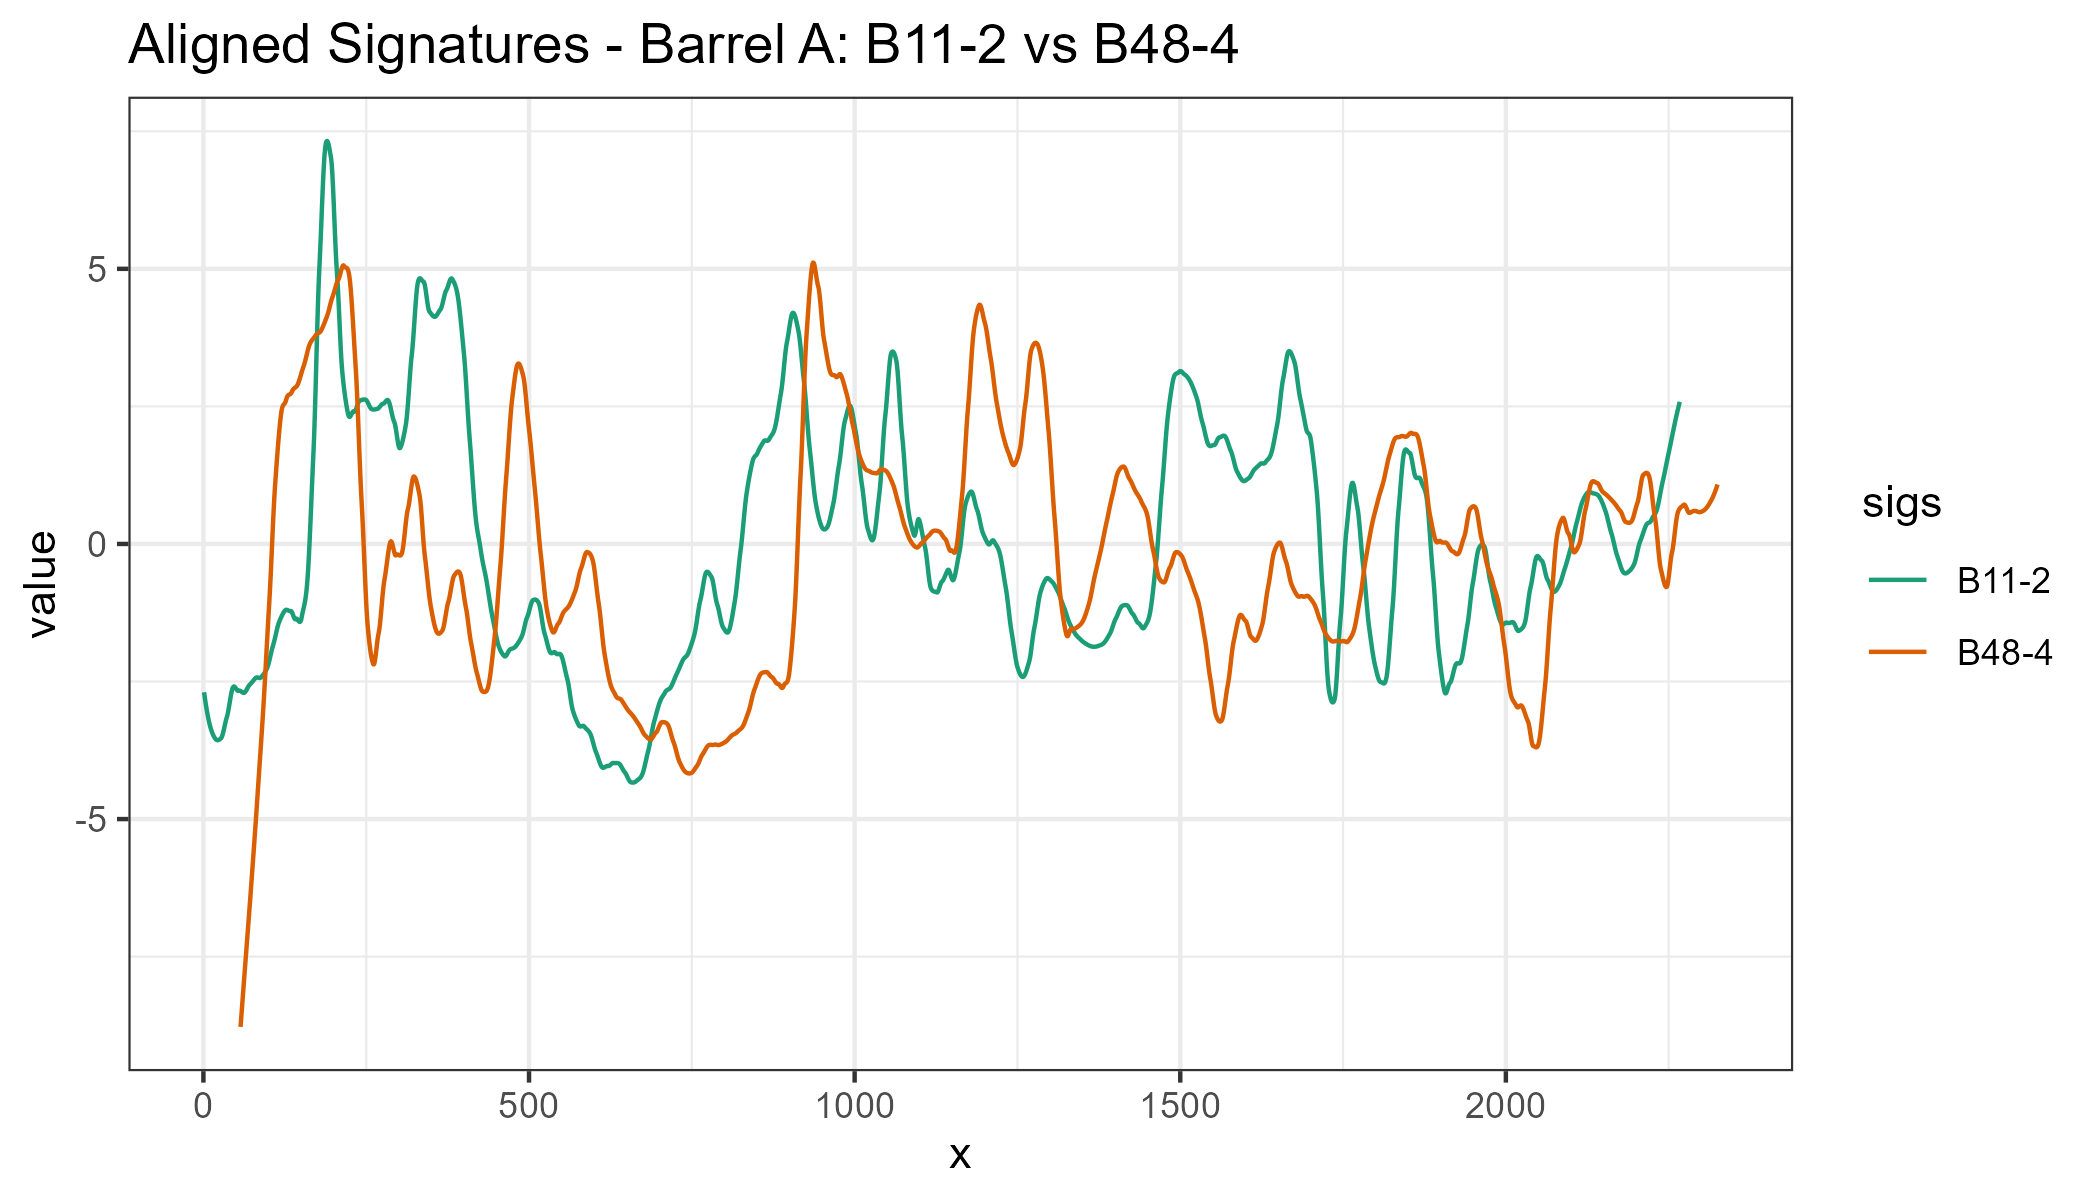 Aligned Signatures - Barrel A: B11-2 vs B48-4
5
0
-5
value
0 500 1000 1500 2000
x
sigs
B11-2
B48-4